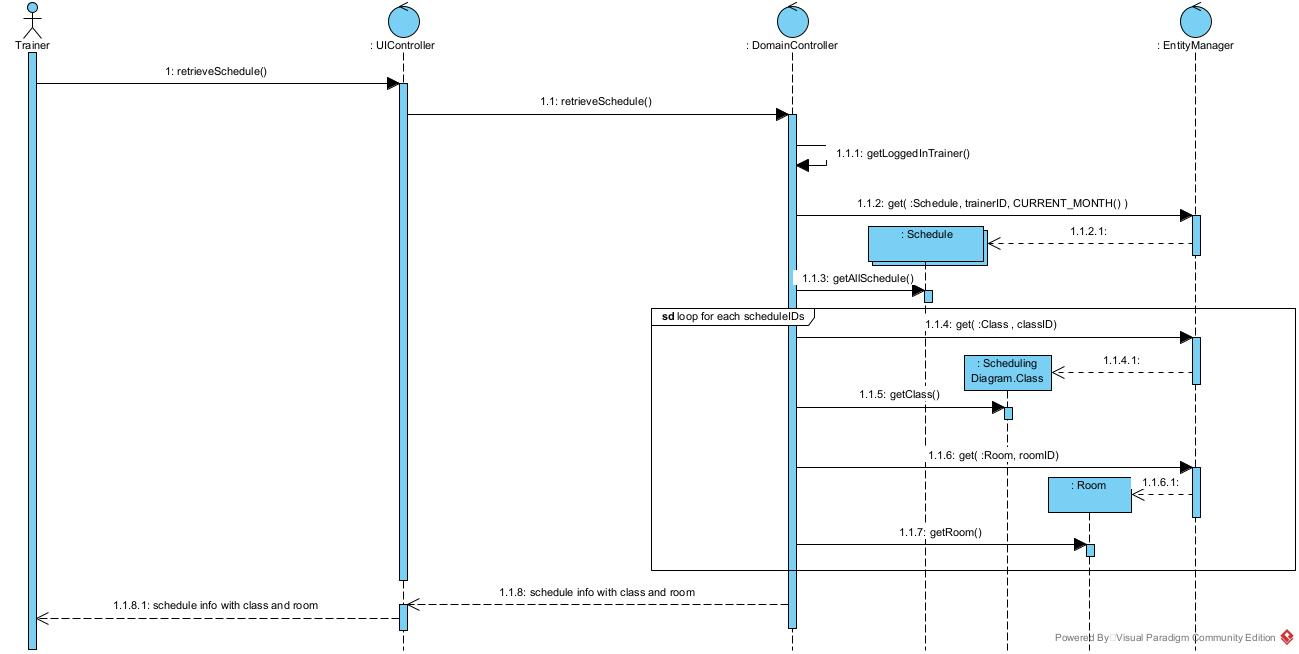 Trainer
: UIController
: DomainController
: EntityManager
1: retrieveSchedule()
1.1: retrieveSchedule()
1.1.1: getLoggedInTrainer()
1.1.2: get( :Schedule, trainerID, CURRENT_MONTH() )
: Schedule
1.1.2.1:
1.1.3: getAllSchedule()
sd loop for each scheduleIDs
1.1.4: get( :Class , classID)
: Scheduling
Diagram.Class
1.1.4.1:
1.1.5: getClass()
1.1.6: get( :Room, roomID)
: Room
1.1.6.1:
1.1.7: getRoom()
1.1.8: schedule info with class and room
1.1.8.1: schedule info with class and room
Powered By Visual Paradigm Community Edition